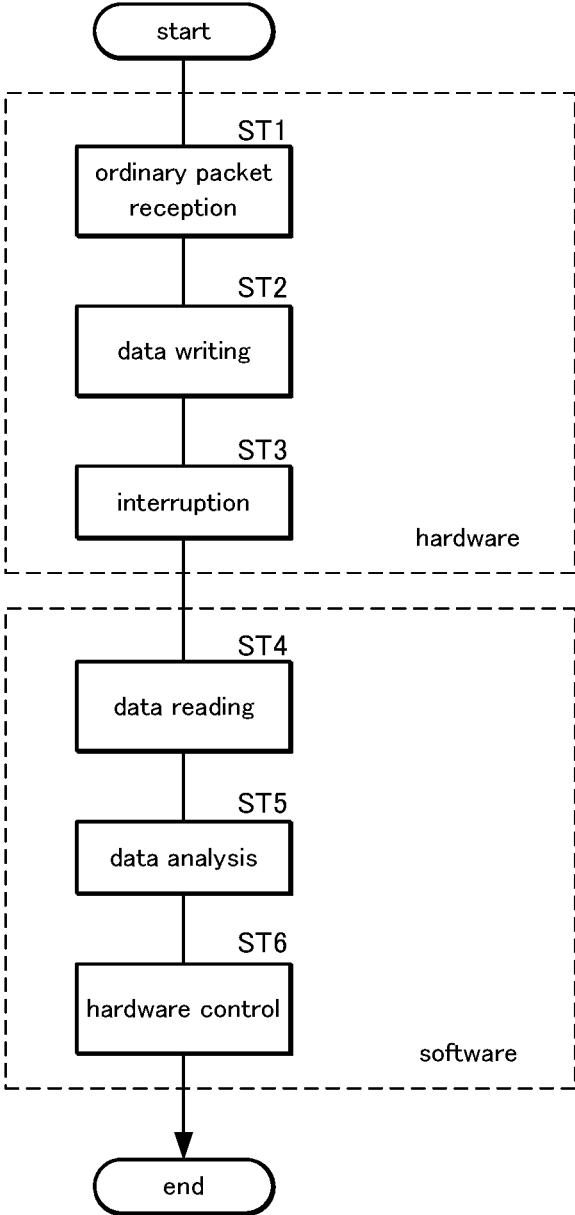 start
ST1
ordinary packet
reception
ST2
data writing
ST3
interruption
hardware
ST4
data reading
ST5
data analysis
ST6
hardware control
software
end